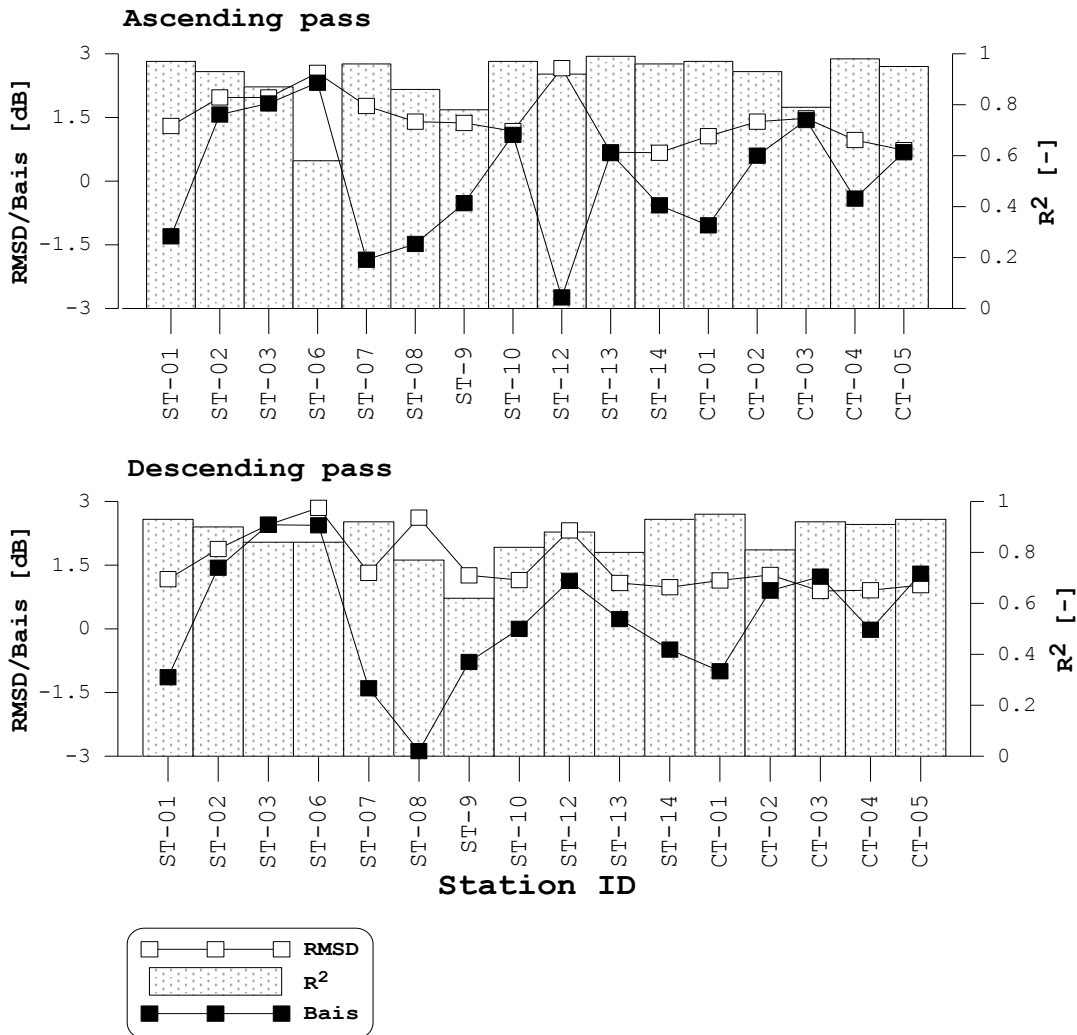 Ascending pass
RMSD/Bais [dB]
3
1.5
0
-1.5
-3
1
0.8
0.6
0.4
0.2
0
R² [-]
ST-01
ST-02
ST-03
ST-06
ST-07
ST-08
ST-9
ST-10
ST-12
ST-13
ST-14
CT-01
CT-02
CT-03
CT-04
CT-05
Descending pass
RMSD/Bais [dB]
3
1.5
0
-1.5
-3
1
0.8
0.6
0.4
0.2
0
R² [-]
ST-01
ST-02
ST-03
ST-06
ST-07
ST-08
ST-9
ST-10
ST-12
ST-13
ST-14
CT-01
CT-02
CT-03
CT-04
CT-05
Station ID
RMSD
R²
Bais